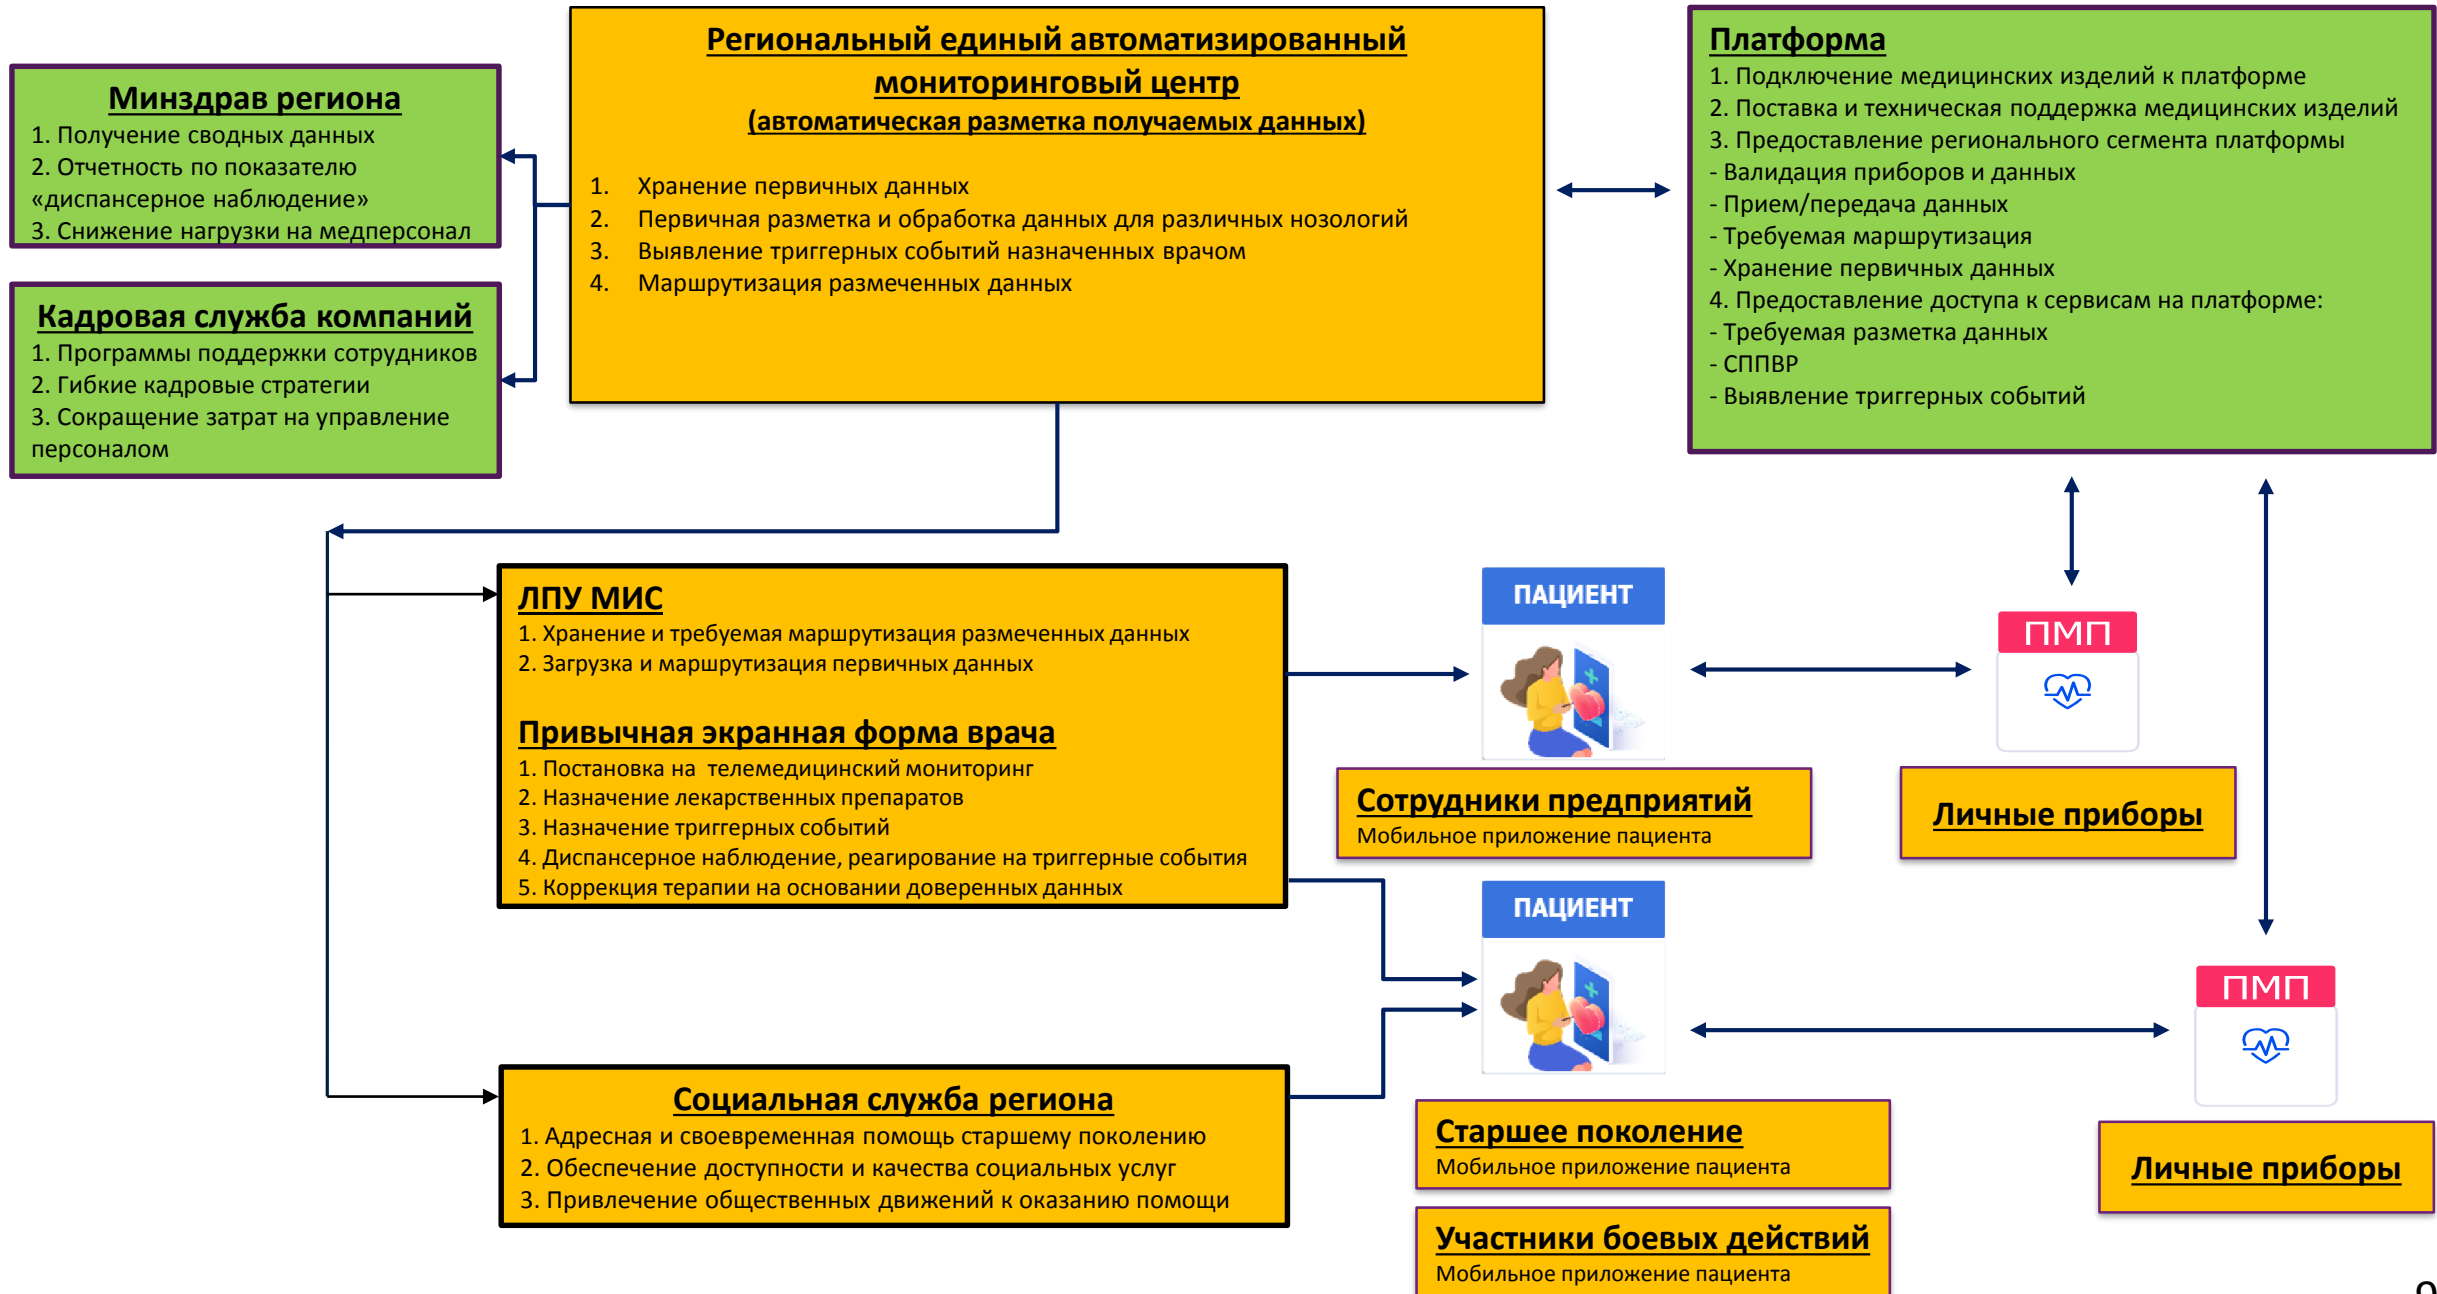 Региональный единый автоматизированный
мониторинговый центр
(автоматическая разметка получаемых данных)
1. Хранение первичных данных
2. Первичная разметка и обработка данных для различных нозологий
3. Выявление триггерных событий назначенных врачом
4. Маршрутизация размеченных данных
Минздрав региона
1. Получение сводных данных
2. Отчетность по показателю
«диспансерное наблюдение»
3. Снижение нагрузки на медперсонал
Кадровая служба компаний
1. Программы поддержки сотрудников
2. Гибкие кадровые стратегии
3. Сокращение затрат на управление
персоналом
Платформа
1. Подключение медицинских изделий к платформе
2. Поставка и техническая поддержка медицинских изделий
3. Предоставление регионального сегмента платформы
- Валидация приборов и данных
- Прием/передача данных
- Требуемая маршрутизация
- Хранение первичных данных
4. Предоставление доступа к сервисам на платформе:
- Требуемая разметка данных
- СППВР
- Выявление триггерных событий
ЛПУ МИС
1. Хранение и требуемая маршрутизация размеченных данных
2. Загрузка и маршрутизация первичных данных
Привычная экранная форма врача
1. Постановка на телемедицинский мониторинг
2. Назначение лекарственных препаратов
3. Назначение триггерных событий
4. Диспансерное наблюдение, реагирование на триггерные события
5. Коррекция терапии на основании доверенных данных
ПАЦИЕНТ
Сотрудники предприятий
Мобильное приложение пациента
ПМП
Личные приборы
ПАЦИЕНТ
ПМП
Личные приборы
Социальная служба региона
1. Адресная и своевременная помощь старшему поколению
2. Обеспечение доступности и качества социальных услуг
3. Привлечение общественных движений к оказанию помощи
Старшее поколение
Мобильное приложение пациента
Участники боевых действий
Мобильное приложение пациента